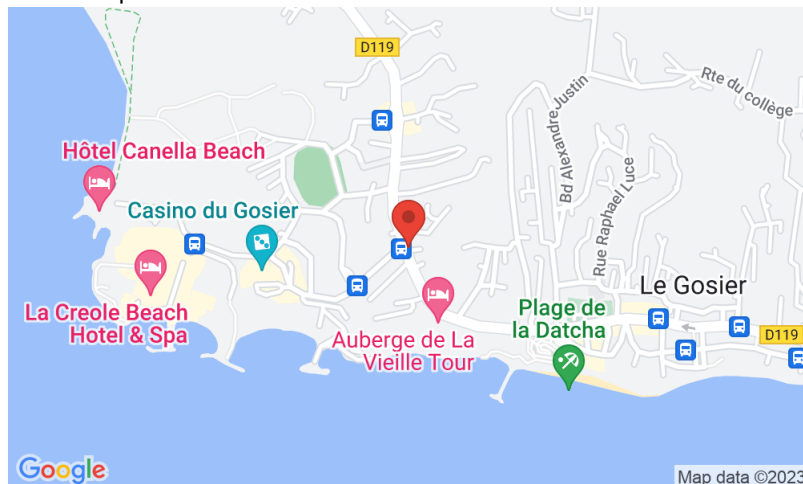 D119
Rte du collège
Bd Alexandre Justin
Hôtel Canella Beach
Rue Raphael Luce
Casino du Gosier
Le Gosier
La Creole Beach
Hotel & Spa
Plage de
la Datcha
Auberge de La
Vieille Tour
D119
Google
Map data ©2023